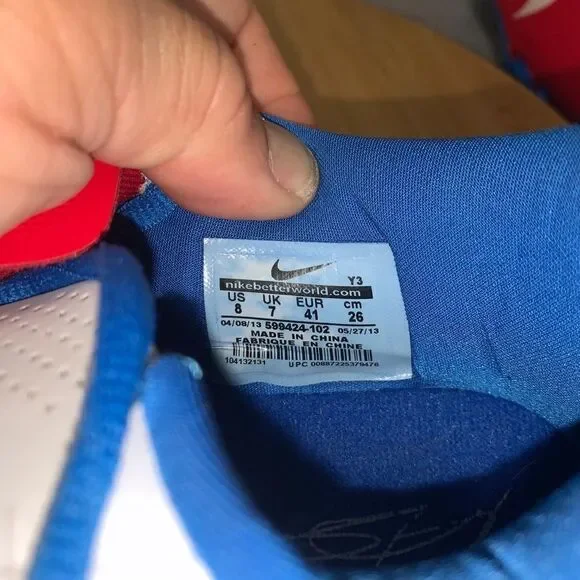 Y3
nikebetterworld.com
US UK EUR cm
8 7 41 26
04/09/13 599424-102 05/27/13
MADE IN CHINA
FABRIQUE EN CHINE
104132131 UPC 00887225379476